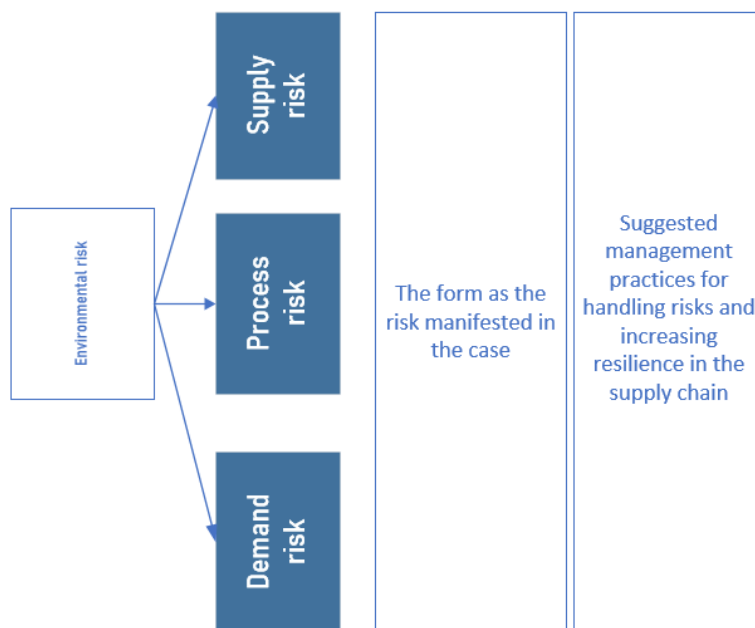 Environmental risk
Supply
risk
Process
risk
Demand
risk
The form as the
risk manifested in
the case
Suggested
management
practices for
handling risks and
increasing
resilience in the
supply chain